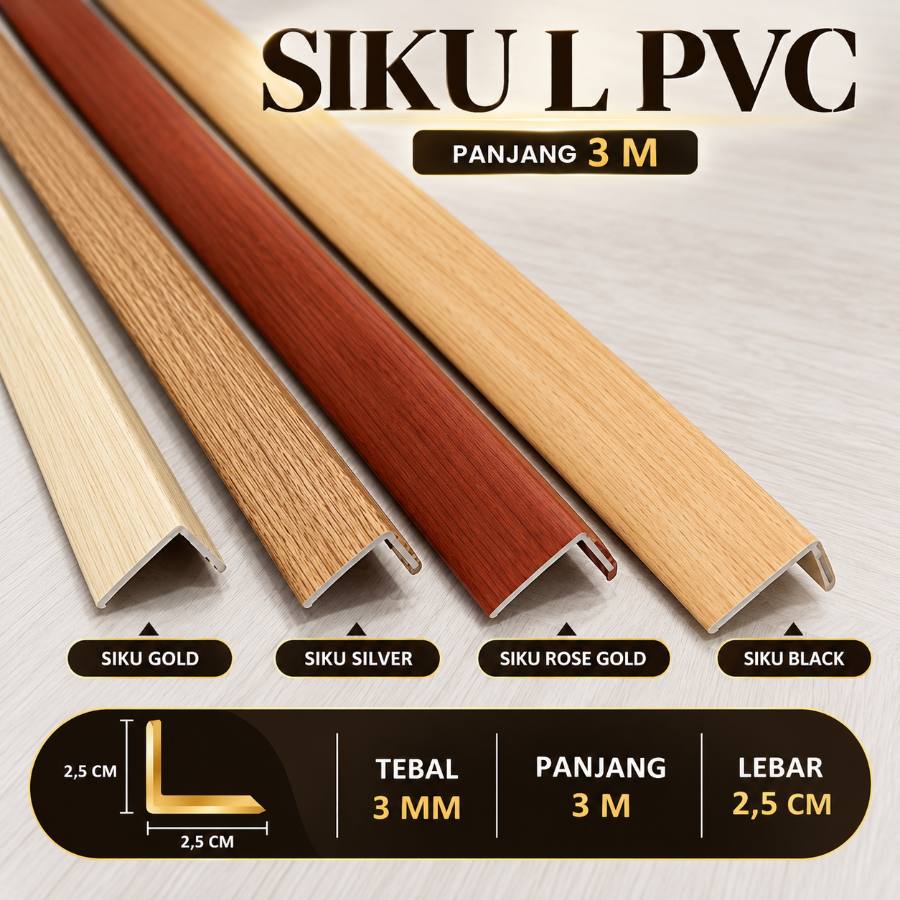 SIKU L PVC
PANJANG 3 M
SIKU GOLD
SIKU SILVER
SIKU ROSE GOLD
SIKU BLACK
2,5 CM
2,5 CM
TEBAL
3 MM
PANJANG
3 M
LEBAR
2,5 CM